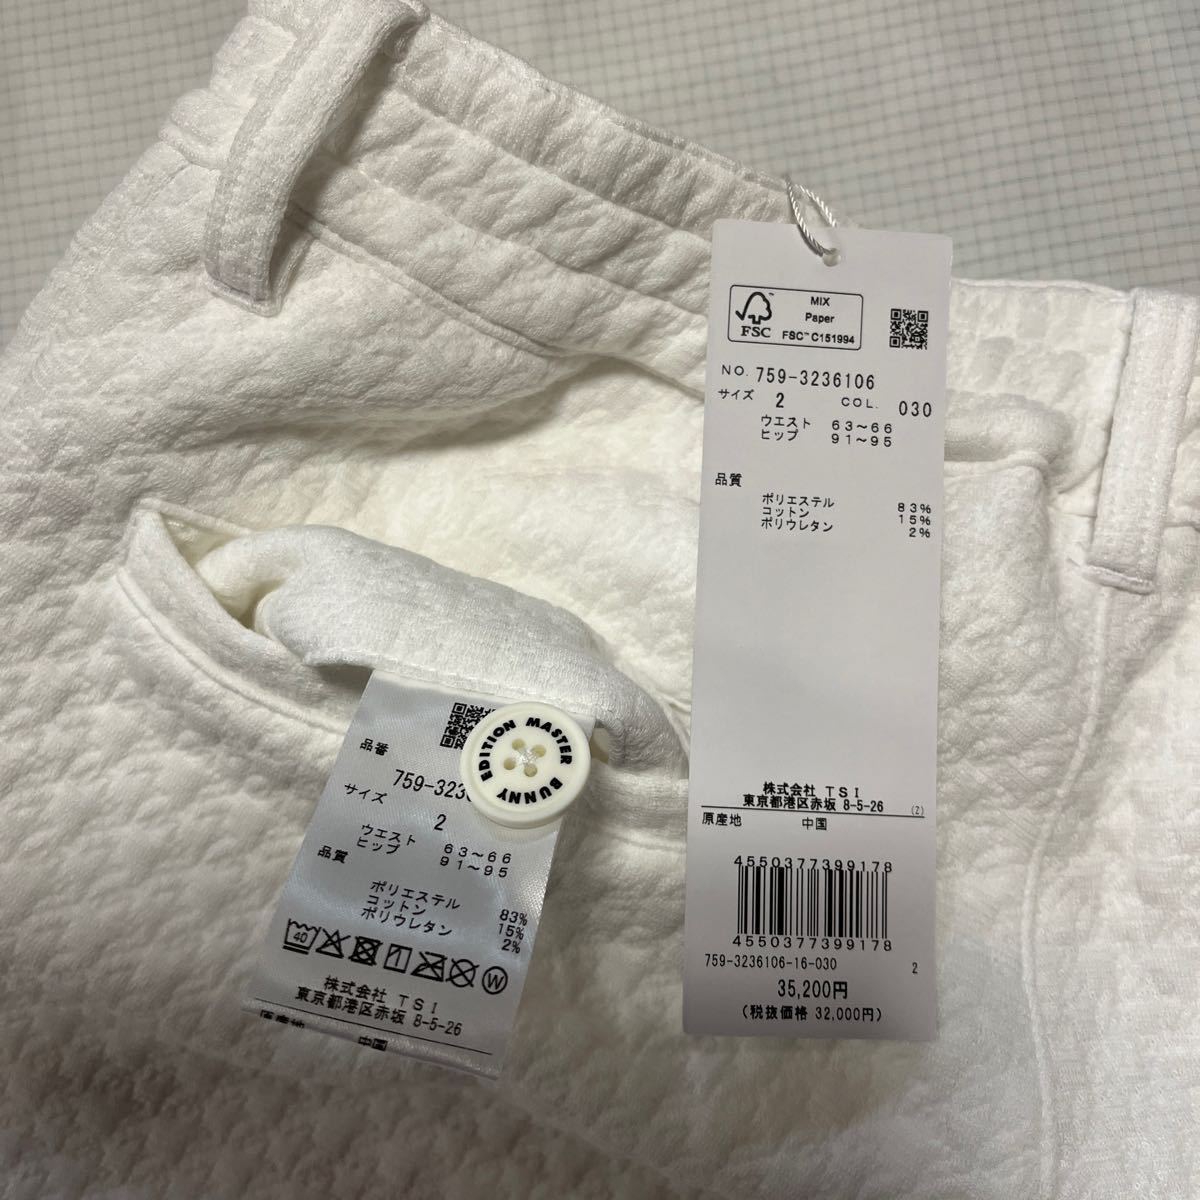 MIX
Paper
FSC™ C151994
FSC
NO. 759-3236106
サイズ 2 COL. 030
ウエスト 63～66
ヒップ 91～95
品質
ポリエステル 83%
コットン 15%
ポリウレタン 2%
株式会社 TSI
東京都港区赤坂 8-5-26 (2)
原産地 中国
4550377399178
4550377399178
759-3236106-16-030 2
35,200円
(税抜価格 32,000円)
EDITION MASTER BUNNY
品番
759-323
サイズ
2
ウエスト 63～66
ヒップ 91～95
品質
ポリエステル 83%
コットン 15%
ポリウレタン 2%
40 W
株式会社 TSI
東京都港区赤坂 8-5-26
原産地 中国